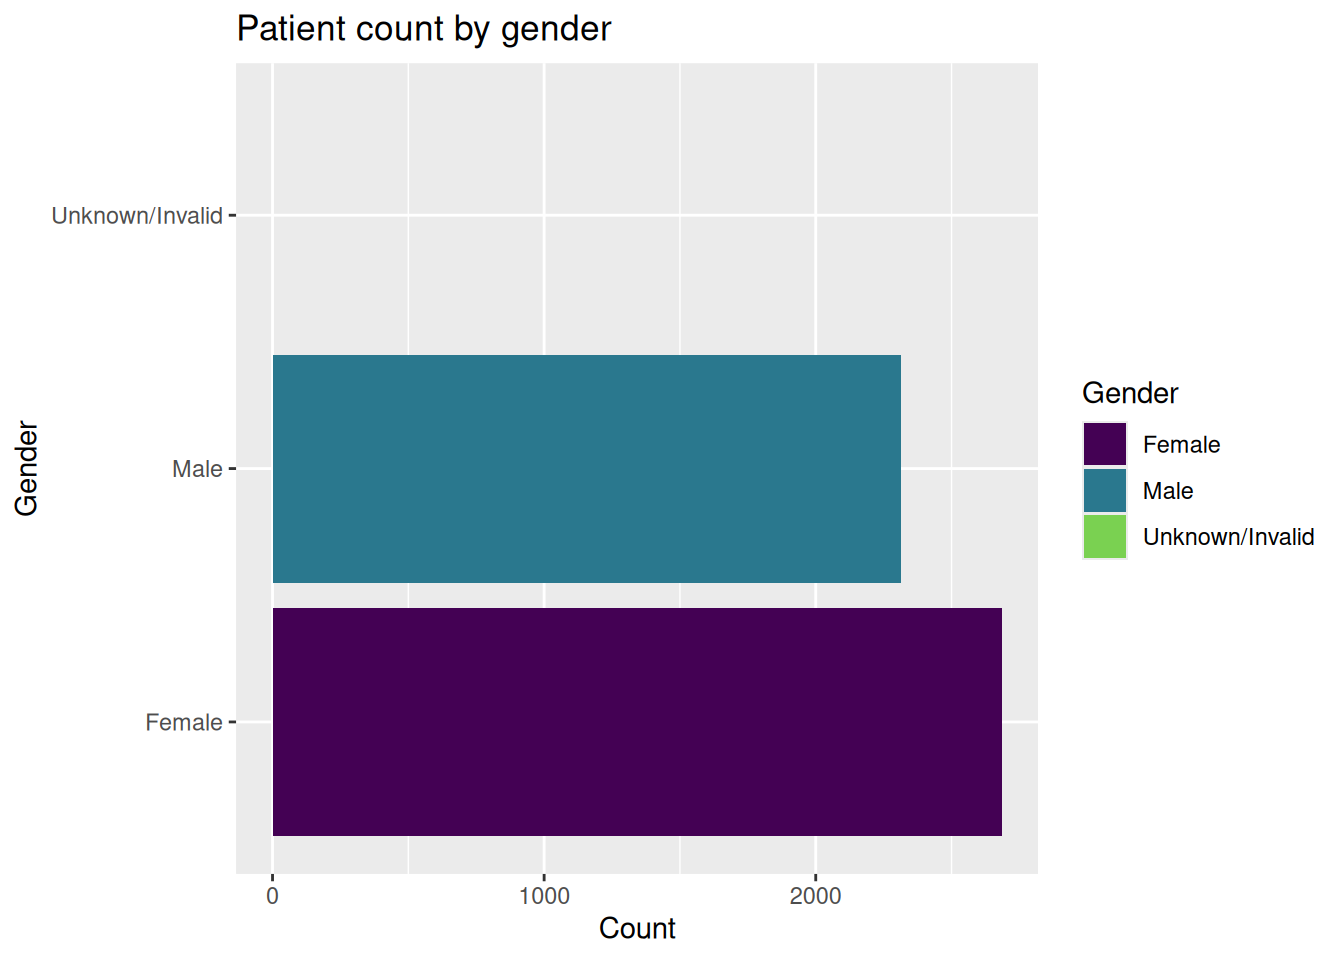 Patient count by gender
Unknown/Invalid
Male
Female
Gender
0 1000 2000
Count
Gender
Female
Male
Unknown/Invalid